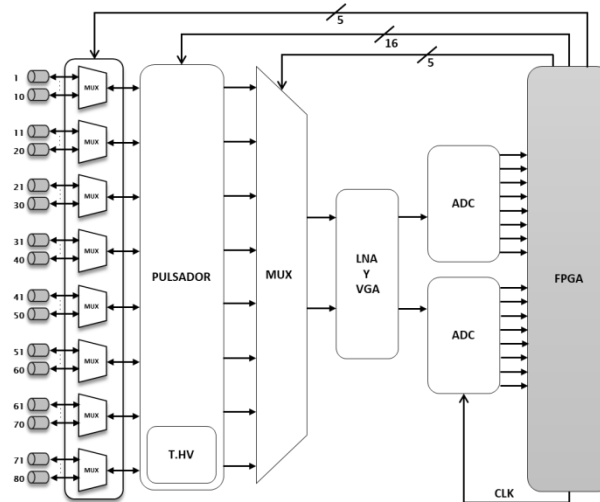 5
16
5
1
MUX
10
11
MUX
20
21
MUX
30
31
MUX
40
41
MUX
50
51
MUX
60
61
MUX
70
71
MUX
80
PULSADOR
T.HV
MUX
LNA
Y
VGA
ADC
ADC
FPGA
CLK